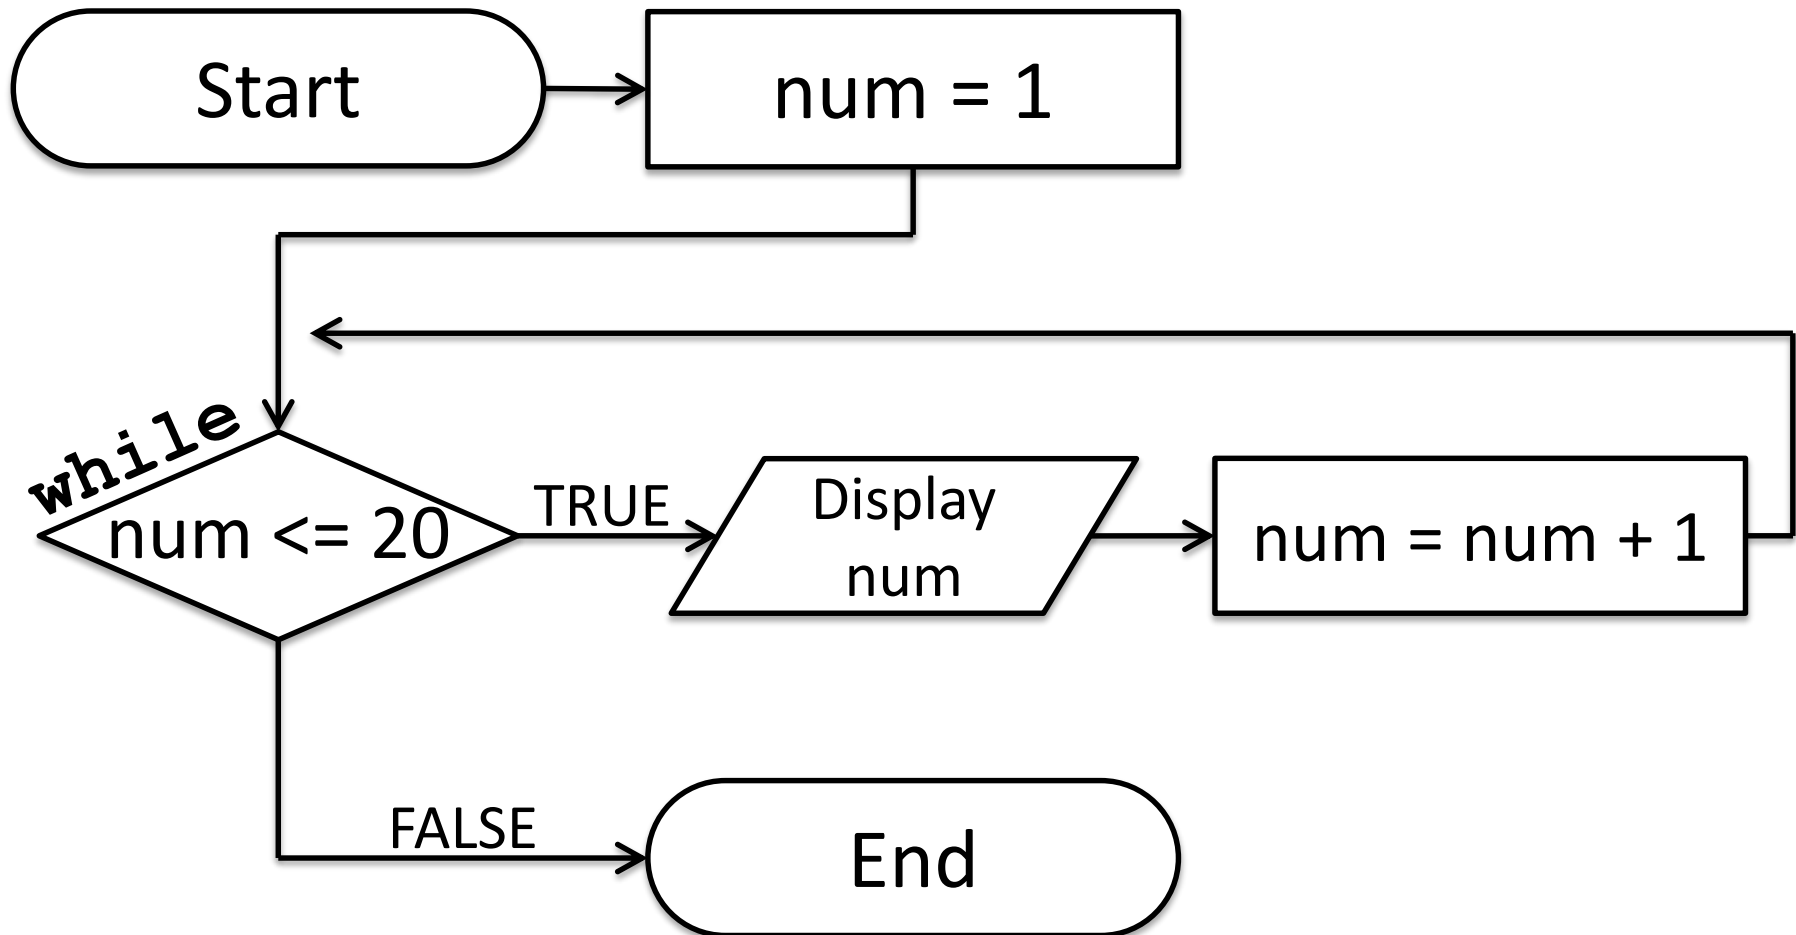 Start
num = 1
while
num <= 20
TRUE
Display
num
num = num + 1
FALSE
End